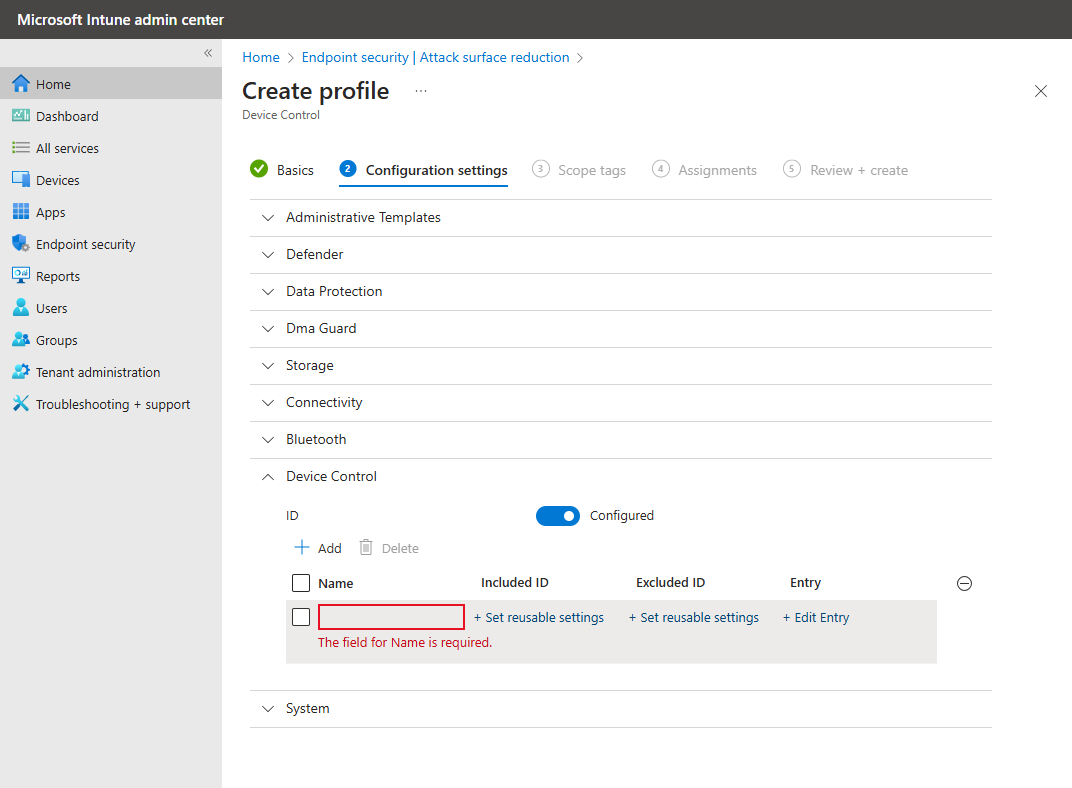 Microsoft Intune admin center
«
Home
Dashboard
All services
Devices
Apps
Endpoint security
Reports
Users
Groups
Tenant administration
Troubleshooting + support
Home > Endpoint security | Attack surface reduction >
Create profile ...
Device Control
Basics 2 Configuration settings 3 Scope tags 4 Assignments 5 Review + create
Administrative Templates
Defender
Data Protection
Dma Guard
Storage
Connectivity
Bluetooth
Device Control
ID Configured
+ Add Delete
Name Included ID Excluded ID Entry
+ Set reusable settings + Set reusable settings + Edit Entry
The field for Name is required.
System